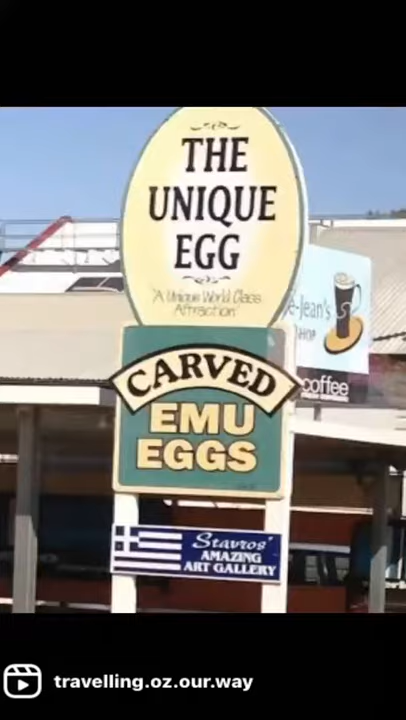 THE
UNIQUE
EGG
"A Unique World Class
Attraction"
é-Jean's
HOP
coffee
CARVED
EMU
EGGS
Stavros'
AMAZING
ART GALLERY
travelling.oz.our.way